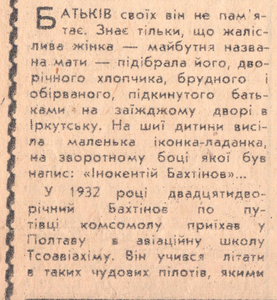 БАТЬКІВ своїх він не пам'я-
тає. Знає тільки, що жаліс-
лива жінка — майбутня назва-
на мати — підібрала його, дво-
річного хлопчика, брудного і
обірваного, підкинутого бать-
ками на заїжджому дворі в
Іркутську. На шиї дитини висі-
ла маленька іконка-ладанка,
на зворотному боці якої був
напис: «Інокентій Бахтінов»...
У 1932 році двадцятидво-
річний Бахтінов по пу-
тівці комсомолу приїхав у
Полтаву в авіаційну школу
Тсоавіахіму. Він учився літати
в таких чудових пілотів, якими